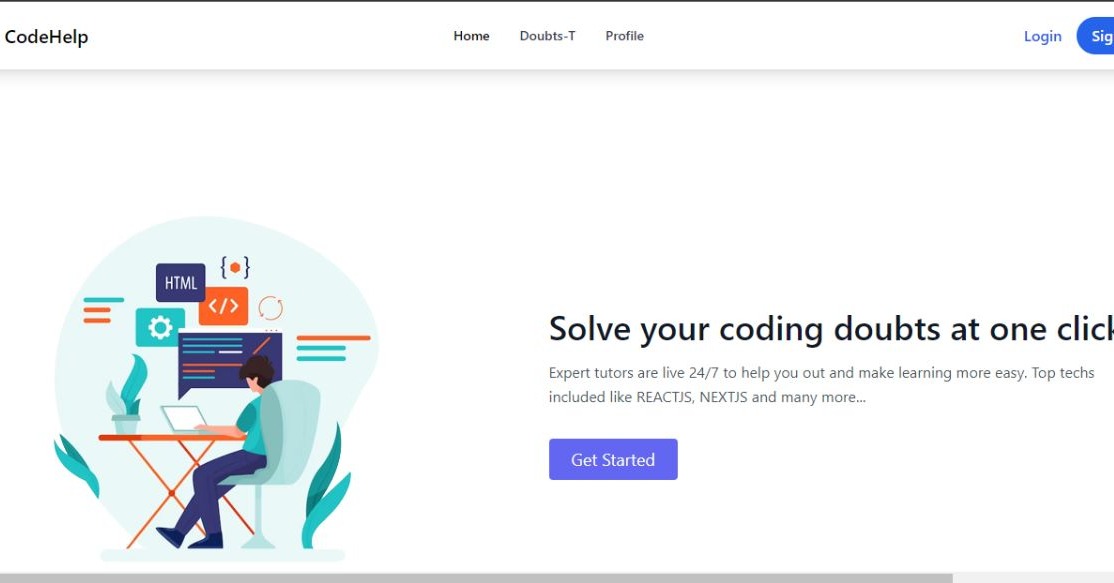 CodeHelp
Home Doubts-T Profile
Login Sig
HTML
{ }
</>
Solve your coding doubts at one click
Expert tutors are live 24/7 to help you out and make learning more easy. Top techs
included like REACTJS, NEXTJS and many more...
Get Started